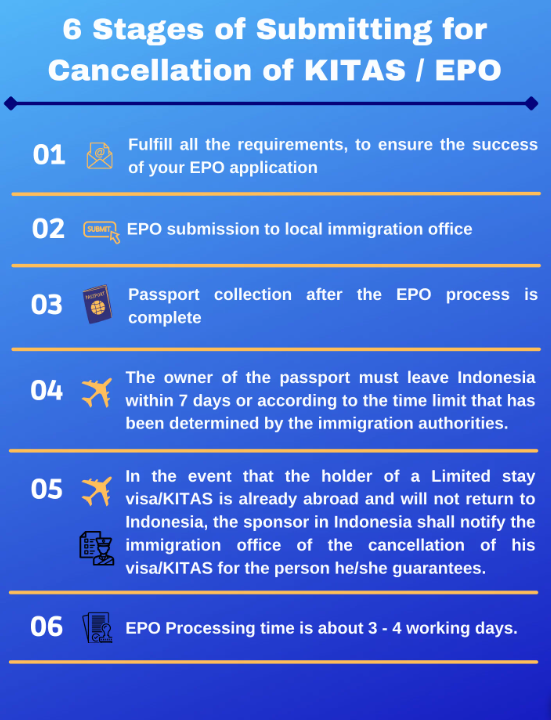 6 Stages of Submitting for
Cancellation of KITAS / EPO
01
Fulfill all the requirements, to ensure the success
of your EPO application
02
SUBMIT
EPO submission to local immigration office
03
PASSPORT
Passport collection after the EPO process is
complete
04
The owner of the passport must leave Indonesia
within 7 days or according to the time limit that has
been determined by the immigration authorities.
05
In the event that the holder of a Limited stay
visa/KITAS is already abroad and will not return to
Indonesia, the sponsor in Indonesia shall notify the
immigration office of the cancellation of his
visa/KITAS for the person he/she guarantees.
06
EPO Processing time is about 3 - 4 working days.